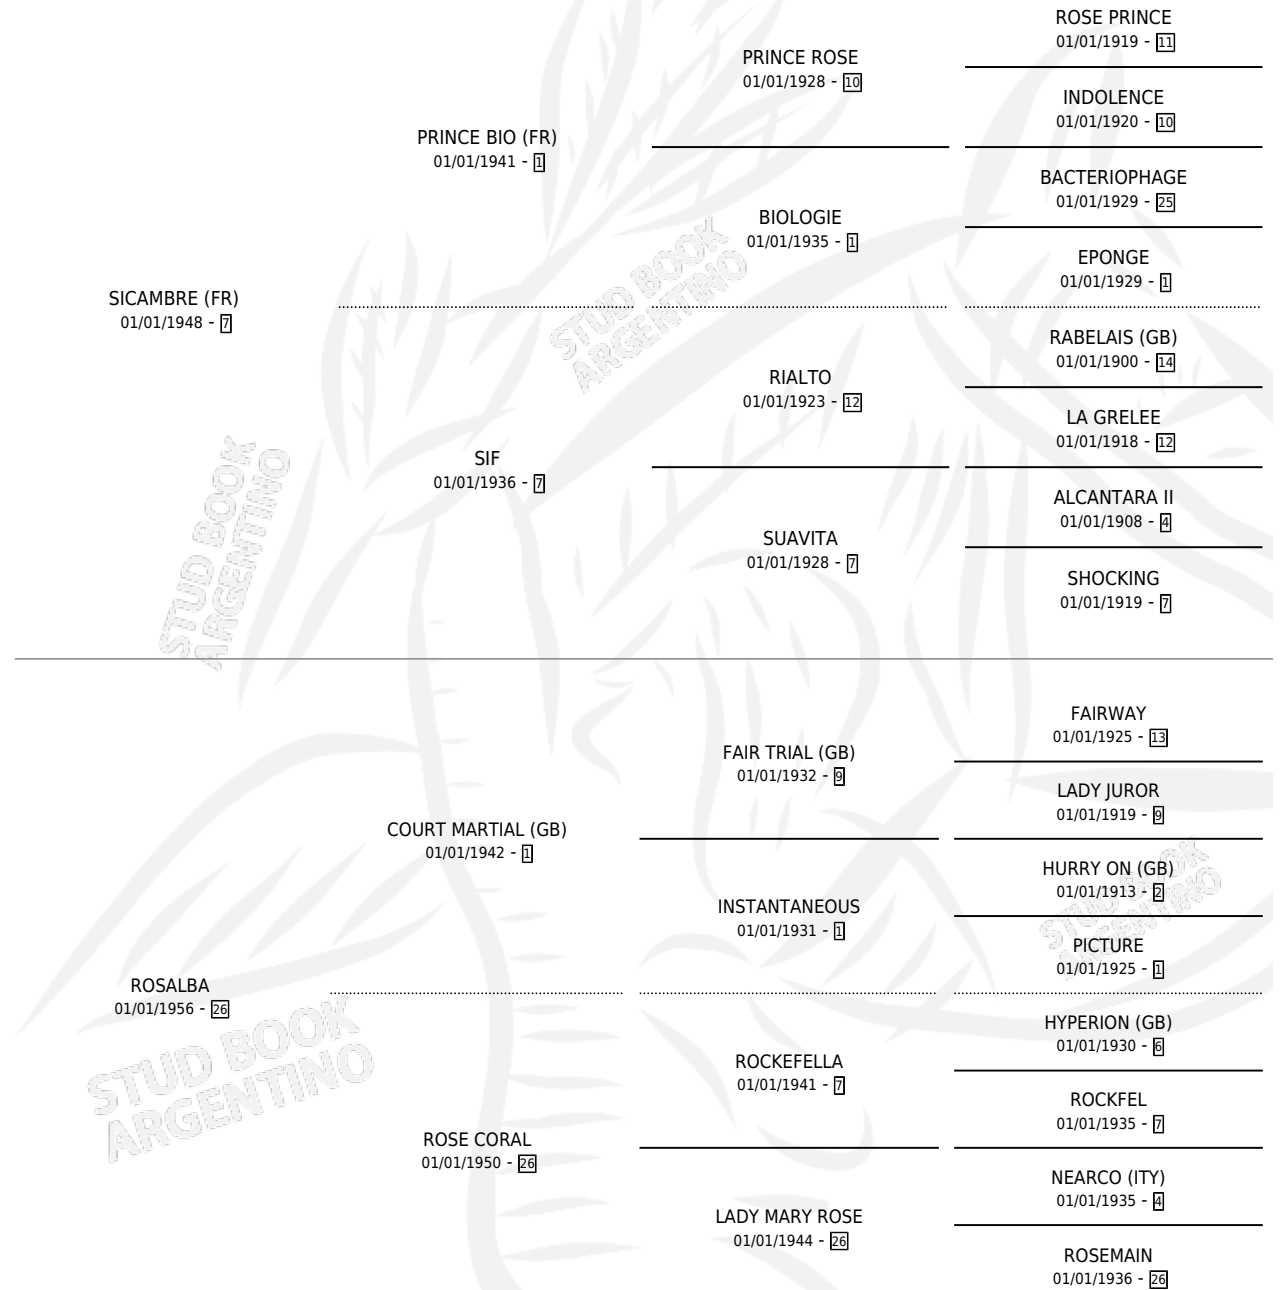 ROSE PRINCE
01/01/1919 - 11
PRINCE ROSE
01/01/1928 - 10
INDOLENCE
01/01/1920 - 10
PRINCE BIO (FR)
01/01/1941 - 1
BACTERIOPHAGE
01/01/1929 - 25
BIOLOGIE
01/01/1935 - 1
EPONGE
01/01/1929 - 1
SICAMBRE (FR)
01/01/1948 - 7
RABELAIS (GB)
01/01/1900 - 14
RIALTO
01/01/1923 - 12
LA GRELEE
01/01/1918 - 12
SIF
01/01/1936 - 7
ALCANTARA II
01/01/1908 - 4
SUAVITA
01/01/1928 - 7
SHOCKING
01/01/1919 - 7
STUD BOOK
ARGENTINO
STUD BOOK
ARGENTINO
FAIRWAY
01/01/1925 - 13
FAIR TRIAL (GB)
01/01/1932 - 9
LADY JUROR
01/01/1919 - 9
COURT MARTIAL (GB)
01/01/1942 - 1
HURRY ON (GB)
01/01/1913 - 2
INSTANTANEOUS
01/01/1931 - 1
PICTURE
01/01/1925 - 1
ROSALBA
01/01/1956 - 26
HYPERION (GB)
01/01/1930 - 6
ROCKEFELLA
01/01/1941 - 7
ROCKFEL
01/01/1935 - 7
ROSE CORAL
01/01/1950 - 26
NEARCO (ITY)
01/01/1935 - 4
LADY MARY ROSE
01/01/1944 - 26
ROSEMAIN
01/01/1936 - 26
STUD BOOK
ARGENTINO
STUD BOOK
ARGENTINO